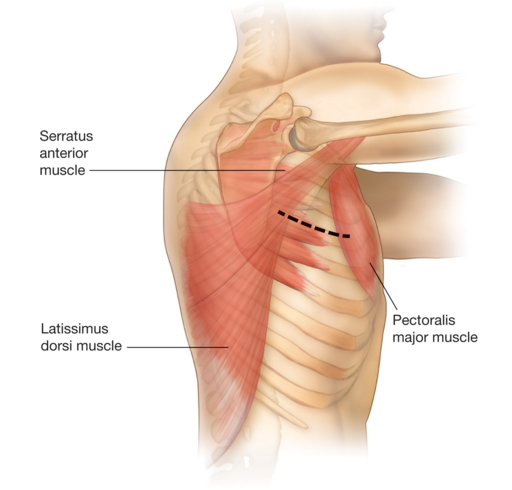 Serratus
anterior
muscle
Latissimus
dorsi muscle
Pectoralis
major muscle